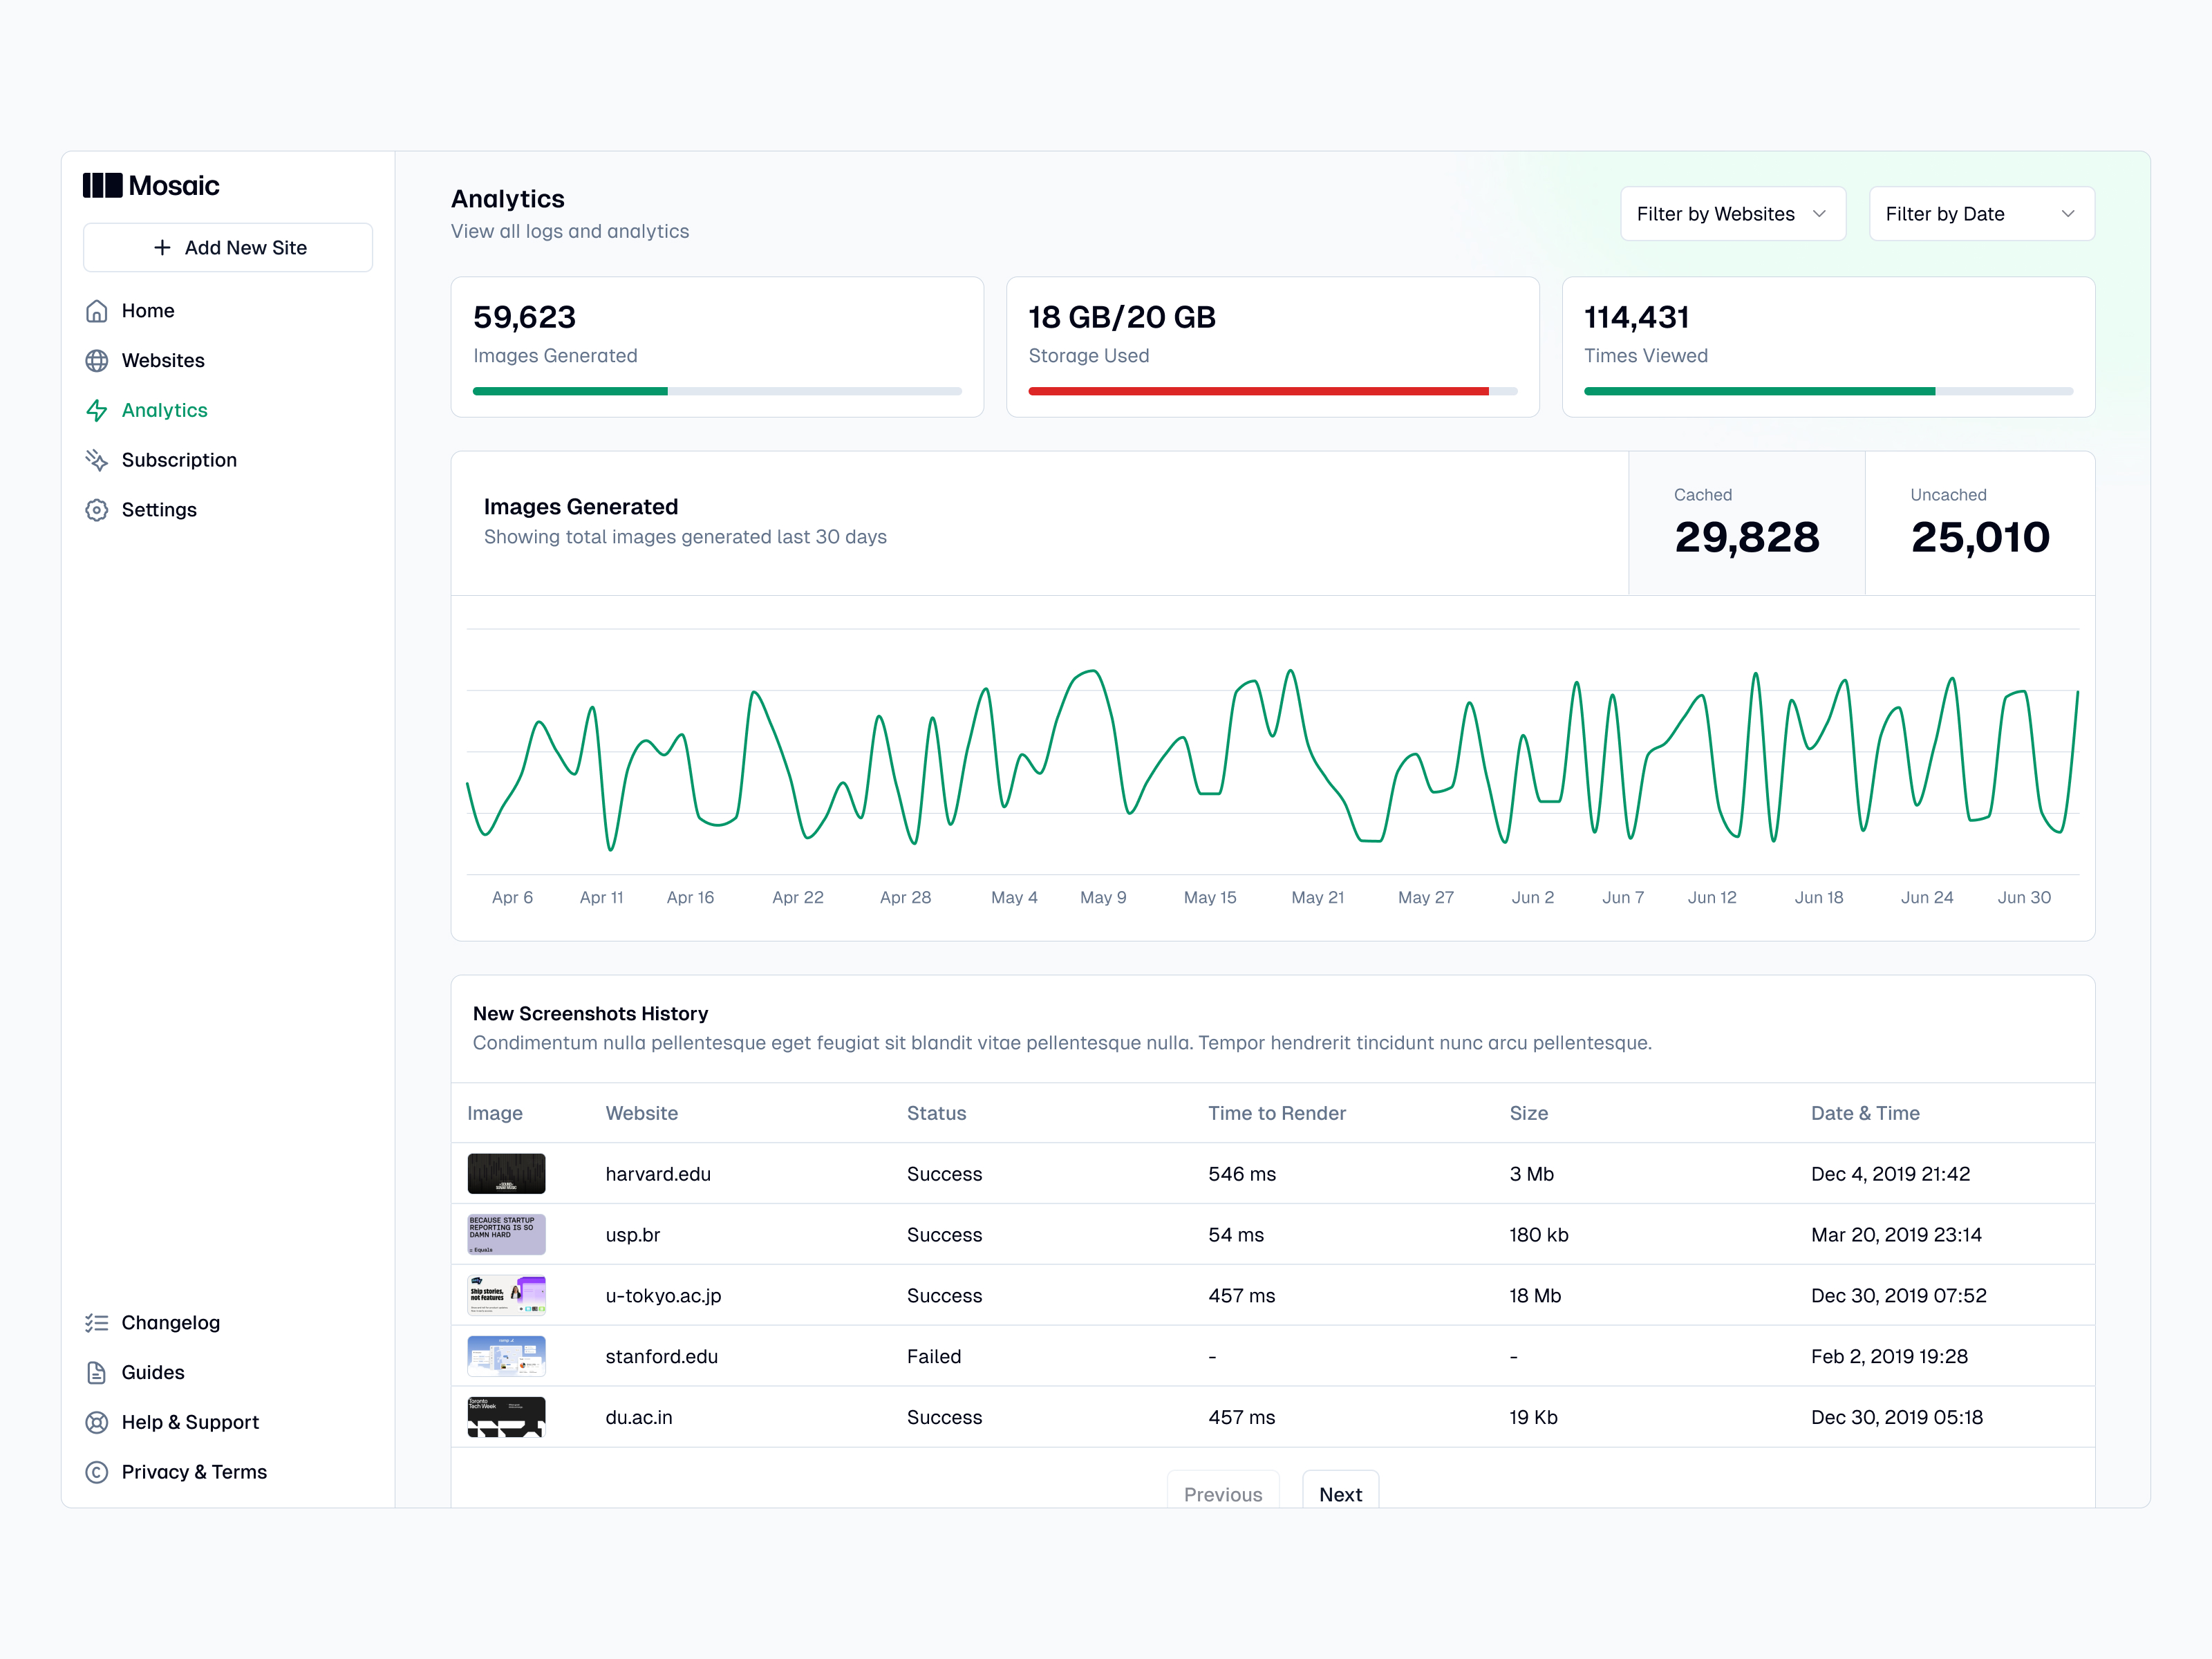 Mosaic
Add New Site
Home
Websites
Analytics
Subscription
Settings
Changelog
Guides
Help & Support
Privacy & Terms
Analytics
View all logs and analytics
Filter by Websites
Filter by Date
59,623
Images Generated
18 GB/20 GB
Storage Used
114,431
Times Viewed
Images Generated
Showing total images generated last 30 days
Cached
29,828
Uncached
25,010
Apr 6 Apr 11 Apr 16 Apr 22 Apr 28 May 4 May 9 May 15 May 21 May 27 Jun 2 Jun 7 Jun 12 Jun 18 Jun 24 Jun 30
New Screenshots History
Condimentum nulla pellentesque eget feugiat sit blandit vitae pellentesque nulla. Tempor hendrerit tincidunt nunc arcu pellentesque.
Image Website Status Time to Render Size Date & Time
harvard.edu Success 546 ms 3 Mb Dec 4, 2019 21:42
BECAUSE STARTUP
REPORTING IS SO
DAMN HARD
Equals
usp.br Success 54 ms 180 kb Mar 20, 2019 23:14
Ship stories,
not features
u-tokyo.ac.jp Success 457 ms 18 Mb Dec 30, 2019 07:52
stanford.edu Failed - - Feb 2, 2019 19:28
Toronto
Tech Week
du.ac.in Success 457 ms 19 Kb Dec 30, 2019 05:18
Previous Next